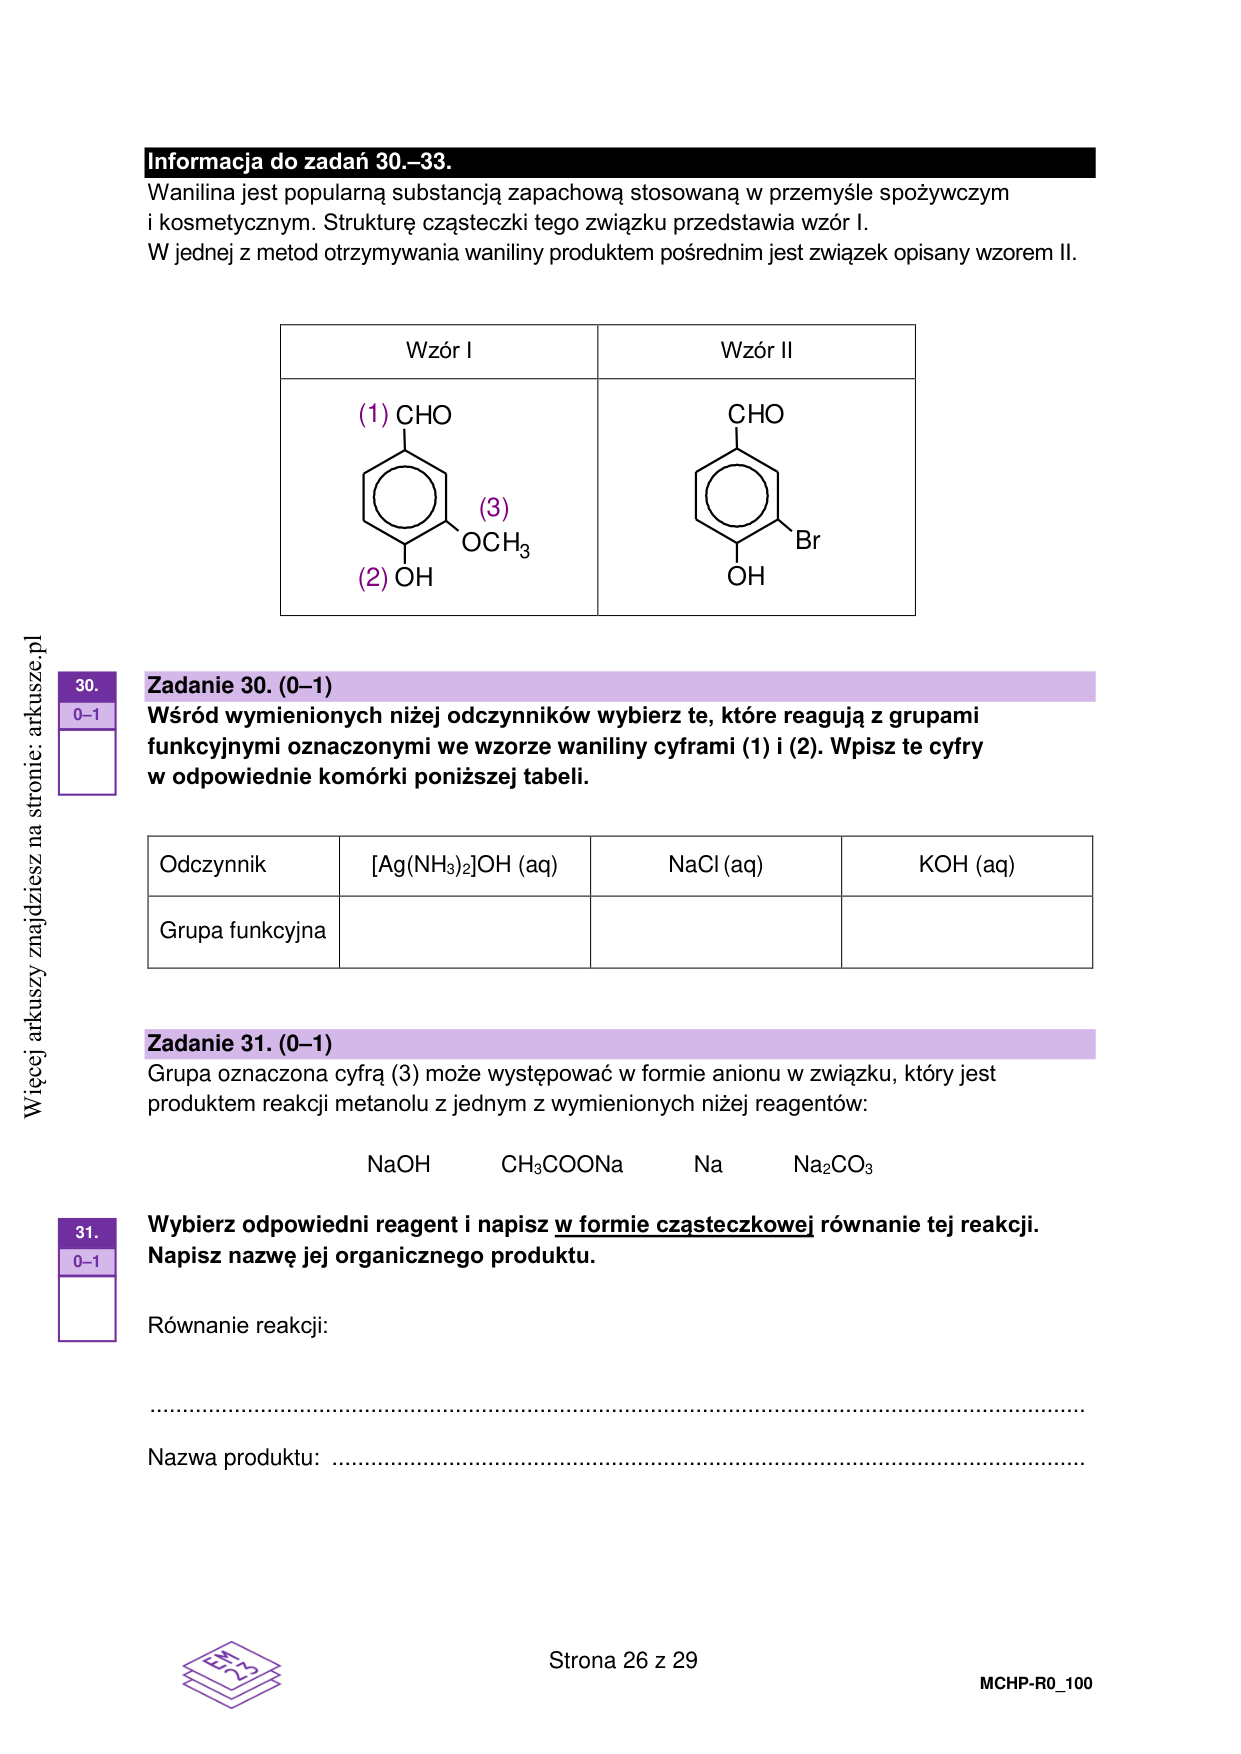 Informacja do zadań 30.–33.
Wanilina jest popularną substancją zapachową stosowaną w przemyśle spożywczym
i kosmetycznym. Strukturę cząsteczki tego związku przedstawia wzór I.
W jednej z metod otrzymywania waniliny produktem pośrednim jest związek opisany wzorem II.
Wzór I
Wzór II
(1) CHO
(3)
OCH3
(2) OH
CHO
Br
OH
Więcej arkuszy znajdziesz na stronie: arkusze.pl
30.
0–1
Zadanie 30. (0–1)
Wśród wymienionych niżej odczynników wybierz te, które reagują z grupami
funkcyjnymi oznaczonymi we wzorze waniliny cyframi (1) i (2). Wpisz te cyfry
w odpowiednie komórki poniższej tabeli.
Odczynnik [Ag(NH3)2]OH (aq) NaCl (aq) KOH (aq)
Grupa funkcyjna
Zadanie 31. (0–1)
Grupa oznaczona cyfrą (3) może występować w formie anionu w związku, który jest
produktem reakcji metanolu z jednym z wymienionych niżej reagentów:
NaOH CH3COONa Na Na2CO3
31.
0–1
Wybierz odpowiedni reagent i napisz w formie cząsteczkowej równanie tej reakcji.
Napisz nazwę jej organicznego produktu.
Równanie reakcji:
Nazwa produktu:
EM
23
Strona 26 z 29
MCHP-R0_100